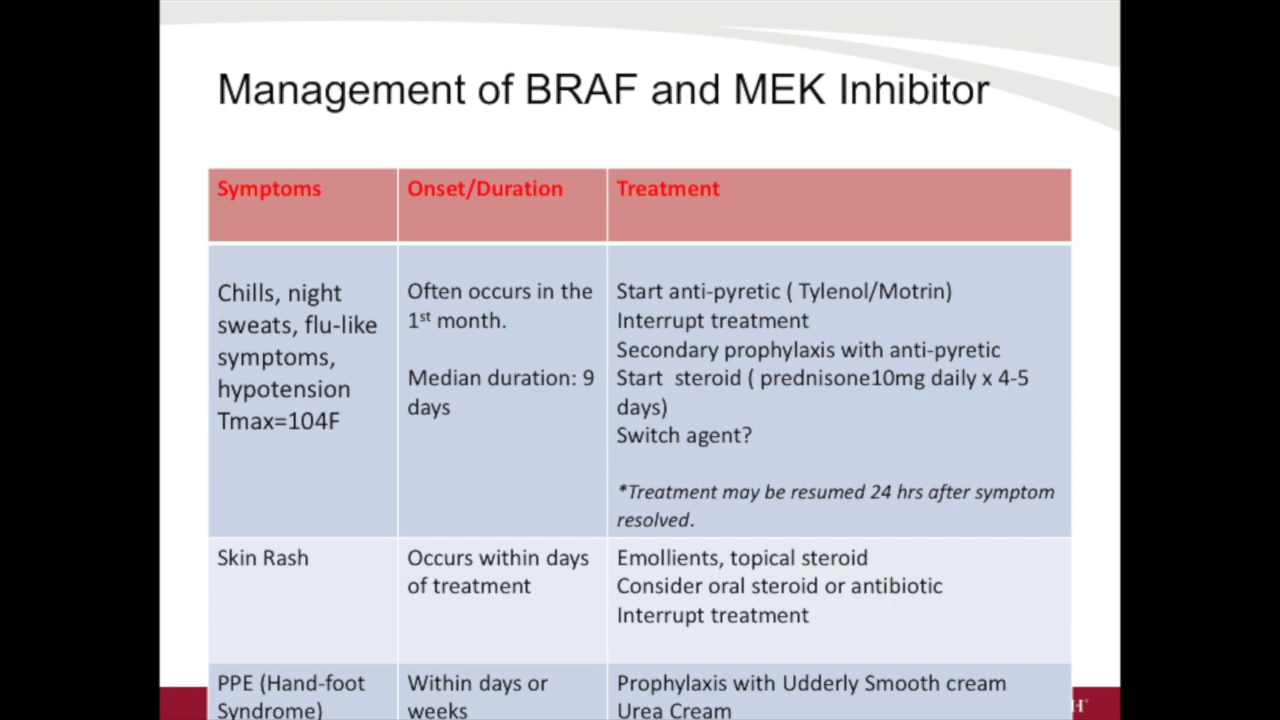 Management of BRAF and MEK Inhibitor
Symptoms
Onset/Duration
Treatment
Chills, night
sweats, flu-like
symptoms,
hypotension
Tmax=104F
Often occurs in the
1st month.
Median duration: 9
days
Start anti-pyretic ( Tylenol/Motrin)
Interrupt treatment
Secondary prophylaxis with anti-pyretic
Start steroid ( prednisone10mg daily x 4-5
days)
Switch agent?
*Treatment may be resumed 24 hrs after symptom
resolved.
Skin Rash
Occurs within days
of treatment
Emollients, topical steroid
Consider oral steroid or antibiotic
Interrupt treatment
PPE (Hand-foot
Syndrome)
Within days or
weeks
Prophylaxis with Udderly Smooth cream
Urea Cream